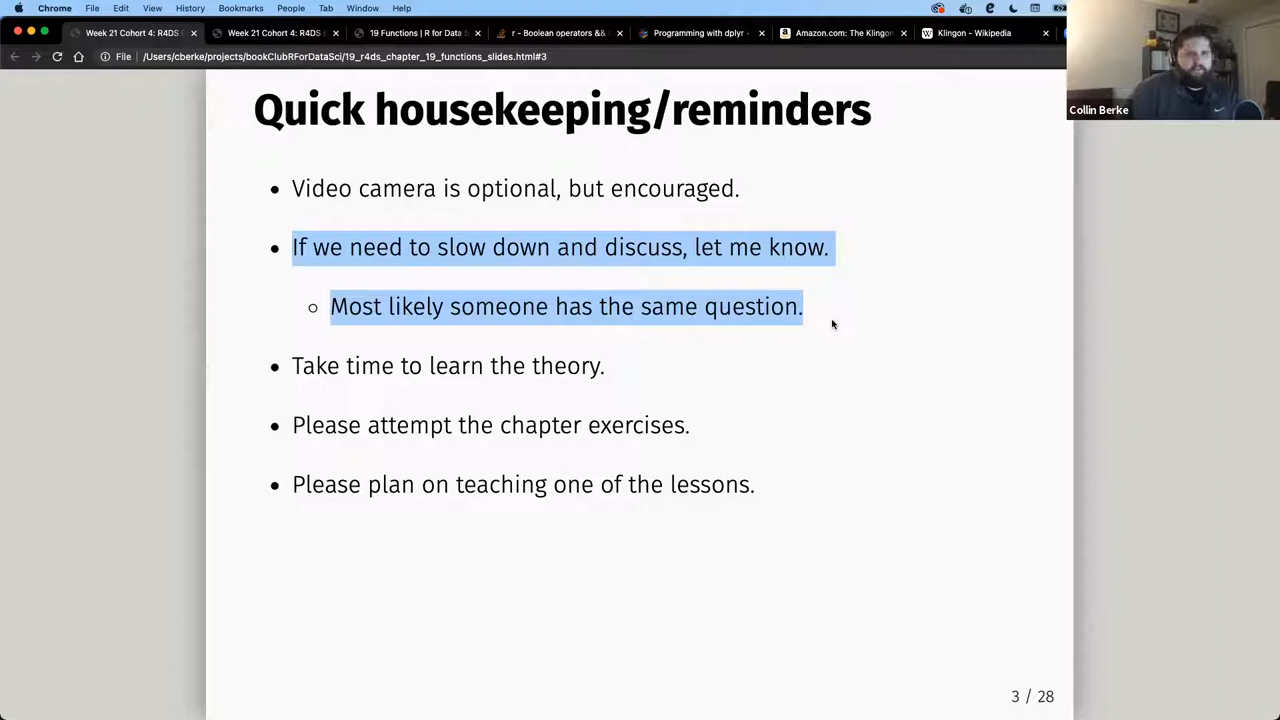 Chrome File Edit View History Bookmarks People Tab Window Help
Week 21 Cohort 4: R4DS
Week 21 Cohort 4: R4DS
19 Functions | R for Data S
r - Boolean operators &&
Programming with dplyr
Amazon.com: The Klingon
Klingon - Wikipedia
File /Users/cberke/projects/bookClubRForDataSci/19_r4ds_chapter_19_functions_slides.html#3
Collin Berke
Quick housekeeping/reminders
Video camera is optional, but encouraged.
If we need to slow down and discuss, let me know.
Most likely someone has the same question.
Take time to learn the theory.
Please attempt the chapter exercises.
Please plan on teaching one of the lessons.
3 / 28